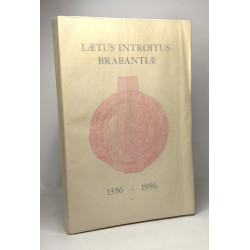 LÆTUS INTROITUS
BRABANTIÆ
1356 - 1956